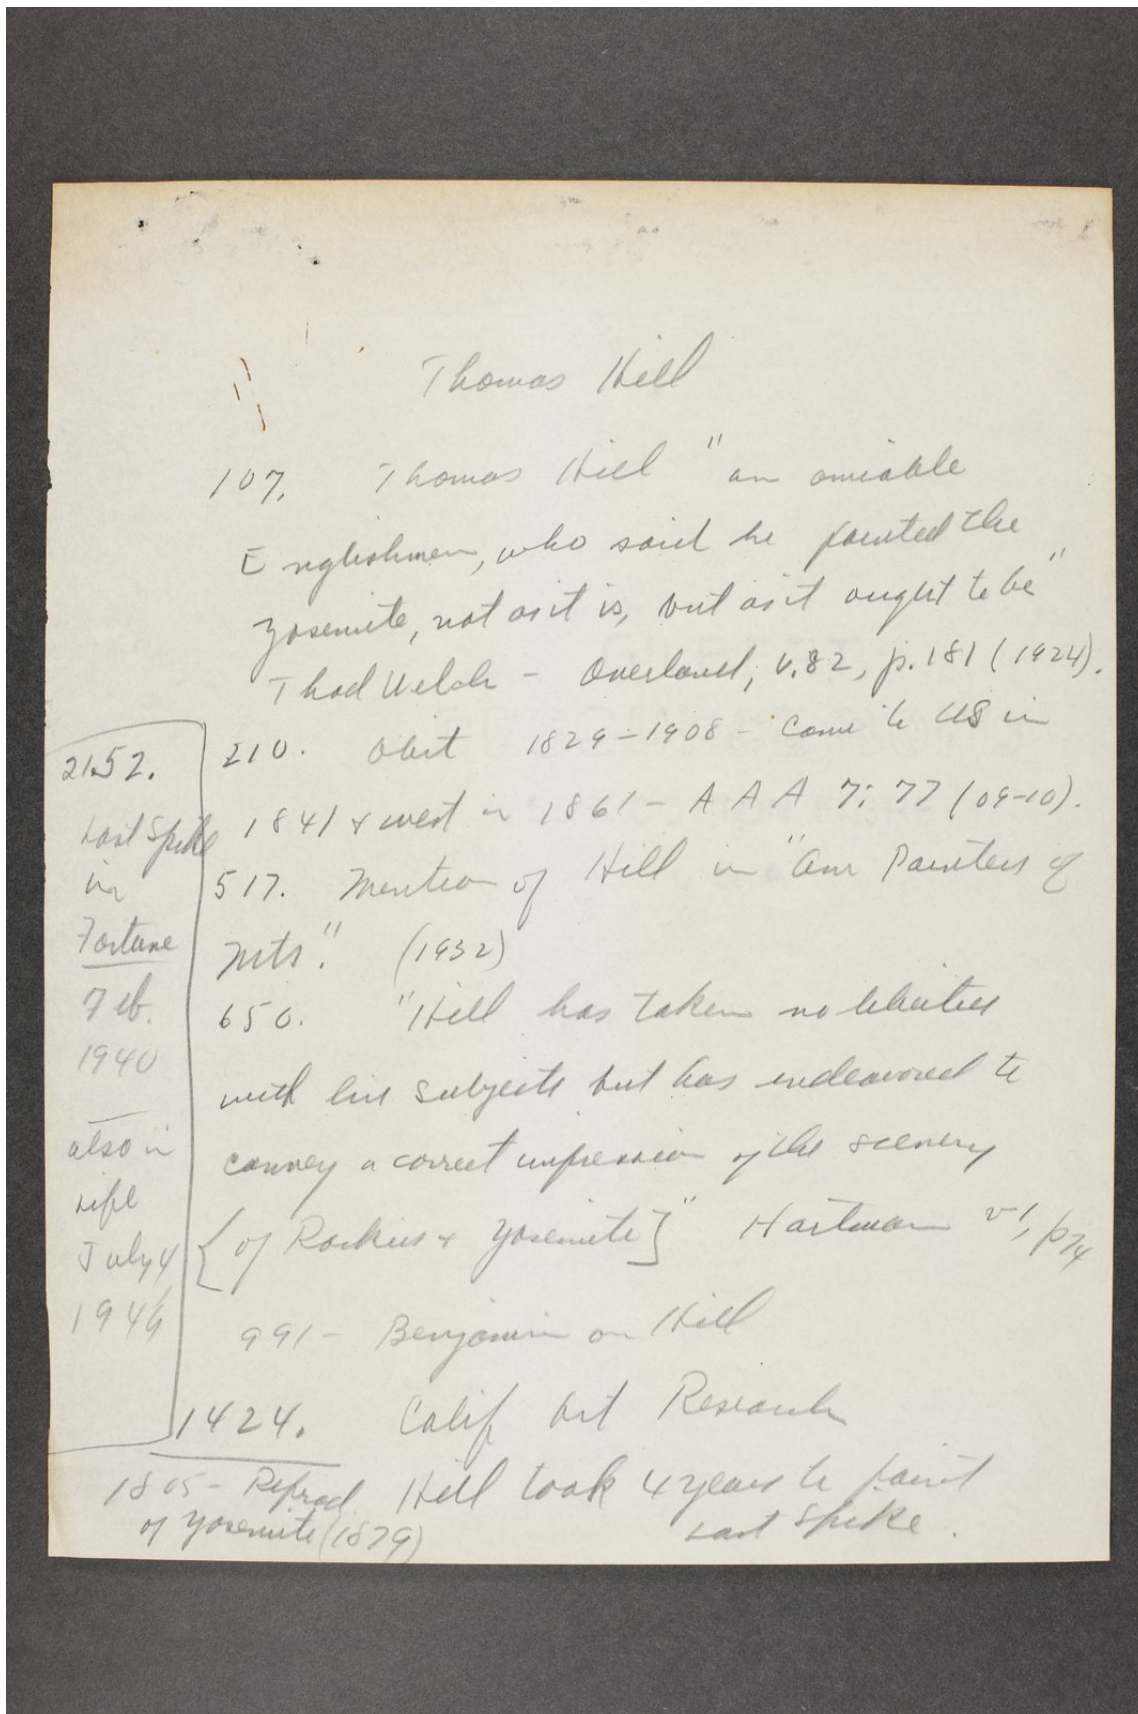 Thomas Hill
107. Thomas Hill "an amiable
Englishman, who said he painted the
Yosemite, not as it is, but as it ought to be"
Thad Welch - Overland, v.82, p.181 (1924).
210. Obit 1829-1908 - Came to US in
1841 & west in 1861 - A A A 7: 77 (09-10).
517. Mention of Hill in "Am Painters of
Mts." (1932)
650. "Hill has taken no liberties
with his subjects but has endeavored to
convey a correct impression of the scenery
[of Rockies & Yosemite]" Hartman v1, p74
991- Benjamin on Hill
1424. Calif Art Research
Hill took 4 years to paint
Last Spike.
2152.
Last Spike
in
Fortune
Feb.
1940
also in
Life
July 4
1805- Reprod.
of Yosemite (1879)